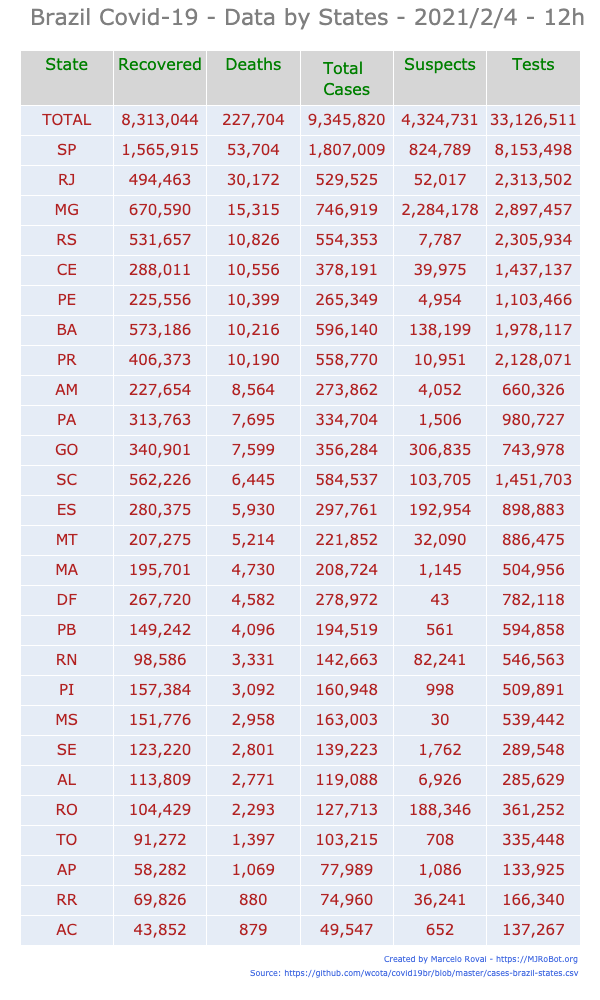 Brazil Covid-19 - Data by States - 2021/2/4 - 12h
State Recovered Deaths Total Cases Suspects Tests
TOTAL 8,313,044 227,704 9,345,820 4,324,731 33,126,511
SP 1,565,915 53,704 1,807,009 824,789 8,153,498
RJ 494,463 30,172 529,525 52,017 2,313,502
MG 670,590 15,315 746,919 2,284,178 2,897,457
RS 531,657 10,826 554,353 7,787 2,305,934
CE 288,011 10,556 378,191 39,975 1,437,137
PE 225,556 10,399 265,349 4,954 1,103,466
BA 573,186 10,216 596,140 138,199 1,978,117
PR 406,373 10,190 558,770 10,951 2,128,071
AM 227,654 8,564 273,862 4,052 660,326
PA 313,763 7,695 334,704 1,506 980,727
GO 340,901 7,599 356,284 306,835 743,978
SC 562,226 6,445 584,537 103,705 1,451,703
ES 280,375 5,930 297,761 192,954 898,883
MT 207,275 5,214 221,852 32,090 886,475
MA 195,701 4,730 208,724 1,145 504,956
DF 267,720 4,582 278,972 43 782,118
PB 149,242 4,096 194,519 561 594,858
RN 98,586 3,331 142,663 82,241 546,563
PI 157,384 3,092 160,948 998 509,891
MS 151,776 2,958 163,003 30 539,442
SE 123,220 2,801 139,223 1,762 289,548
AL 113,809 2,771 119,088 6,926 285,629
RO 104,429 2,293 127,713 188,346 361,252
TO 91,272 1,397 103,215 708 335,448
AP 58,282 1,069 77,989 1,086 133,925
RR 69,826 880 74,960 36,241 166,340
AC 43,852 879 49,547 652 137,267
Created by Marcelo Rovai - https://MJRoBot.org
Source: https://github.com/wcota/covid19br/blob/master/cases-brazil-states.csv